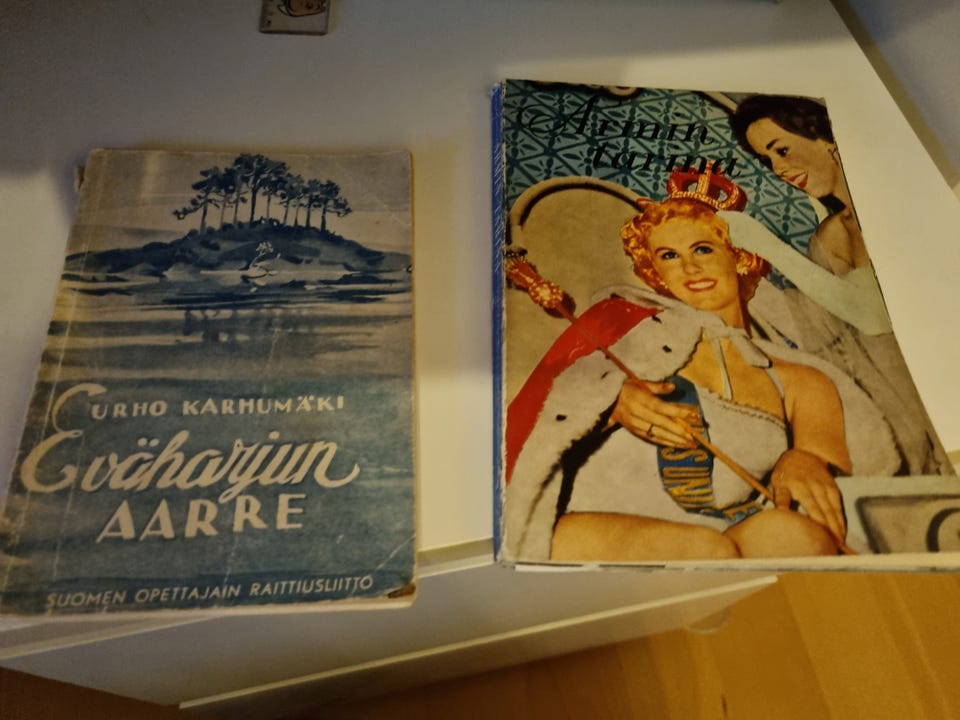 URHO KARHUMÄKI
Eväharjun
AARRE
SUOMEN OPETTAJAIN RAITTIUSLIITTO
Armin
tarina